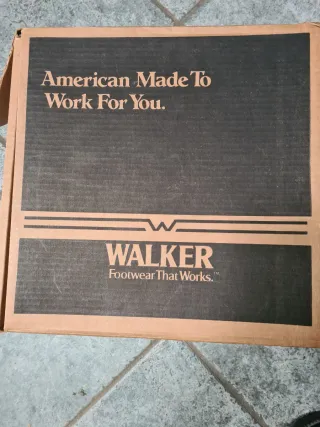 American Made To
Work For You.
W
WALKER
Footwear That Works.™